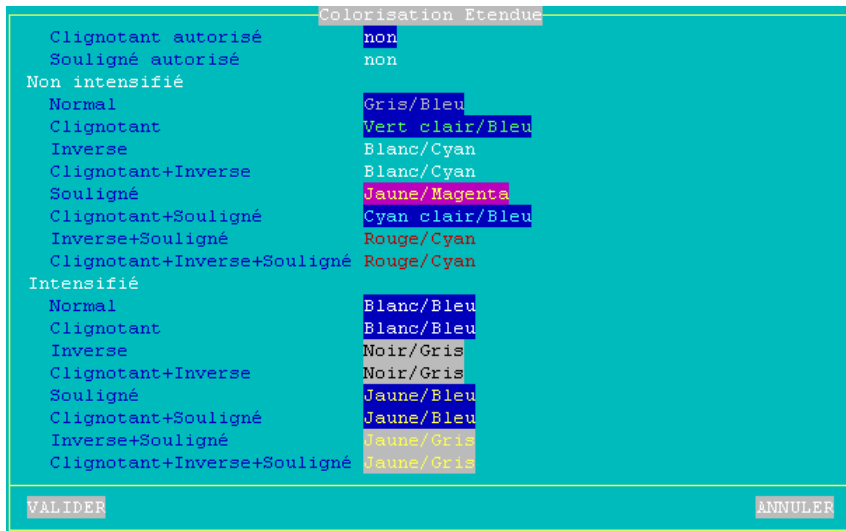 Colorisation Etendue
Clignotant autorisé non
Souligné autorisé non
Non intensifié
Normal Gris/Bleu
Clignotant Vert clair/Bleu
Inverse Blanc/Cyan
Clignotant+Inverse Blanc/Cyan
Souligné Jaune/Magenta
Clignotant+Souligné Cyan clair/Bleu
Inverse+Souligné Rouge/Cyan
Clignotant+Inverse+Souligné Rouge/Cyan
Intensifié
Normal Blanc/Bleu
Clignotant Blanc/Bleu
Inverse Noir/Gris
Clignotant+Inverse Noir/Gris
Souligné Jaune/Bleu
Clignotant+Souligné Jaune/Bleu
Inverse+Souligné Jaune/Gris
Clignotant+Inverse+Souligné Jaune/Gris
VALIDER ANNULER